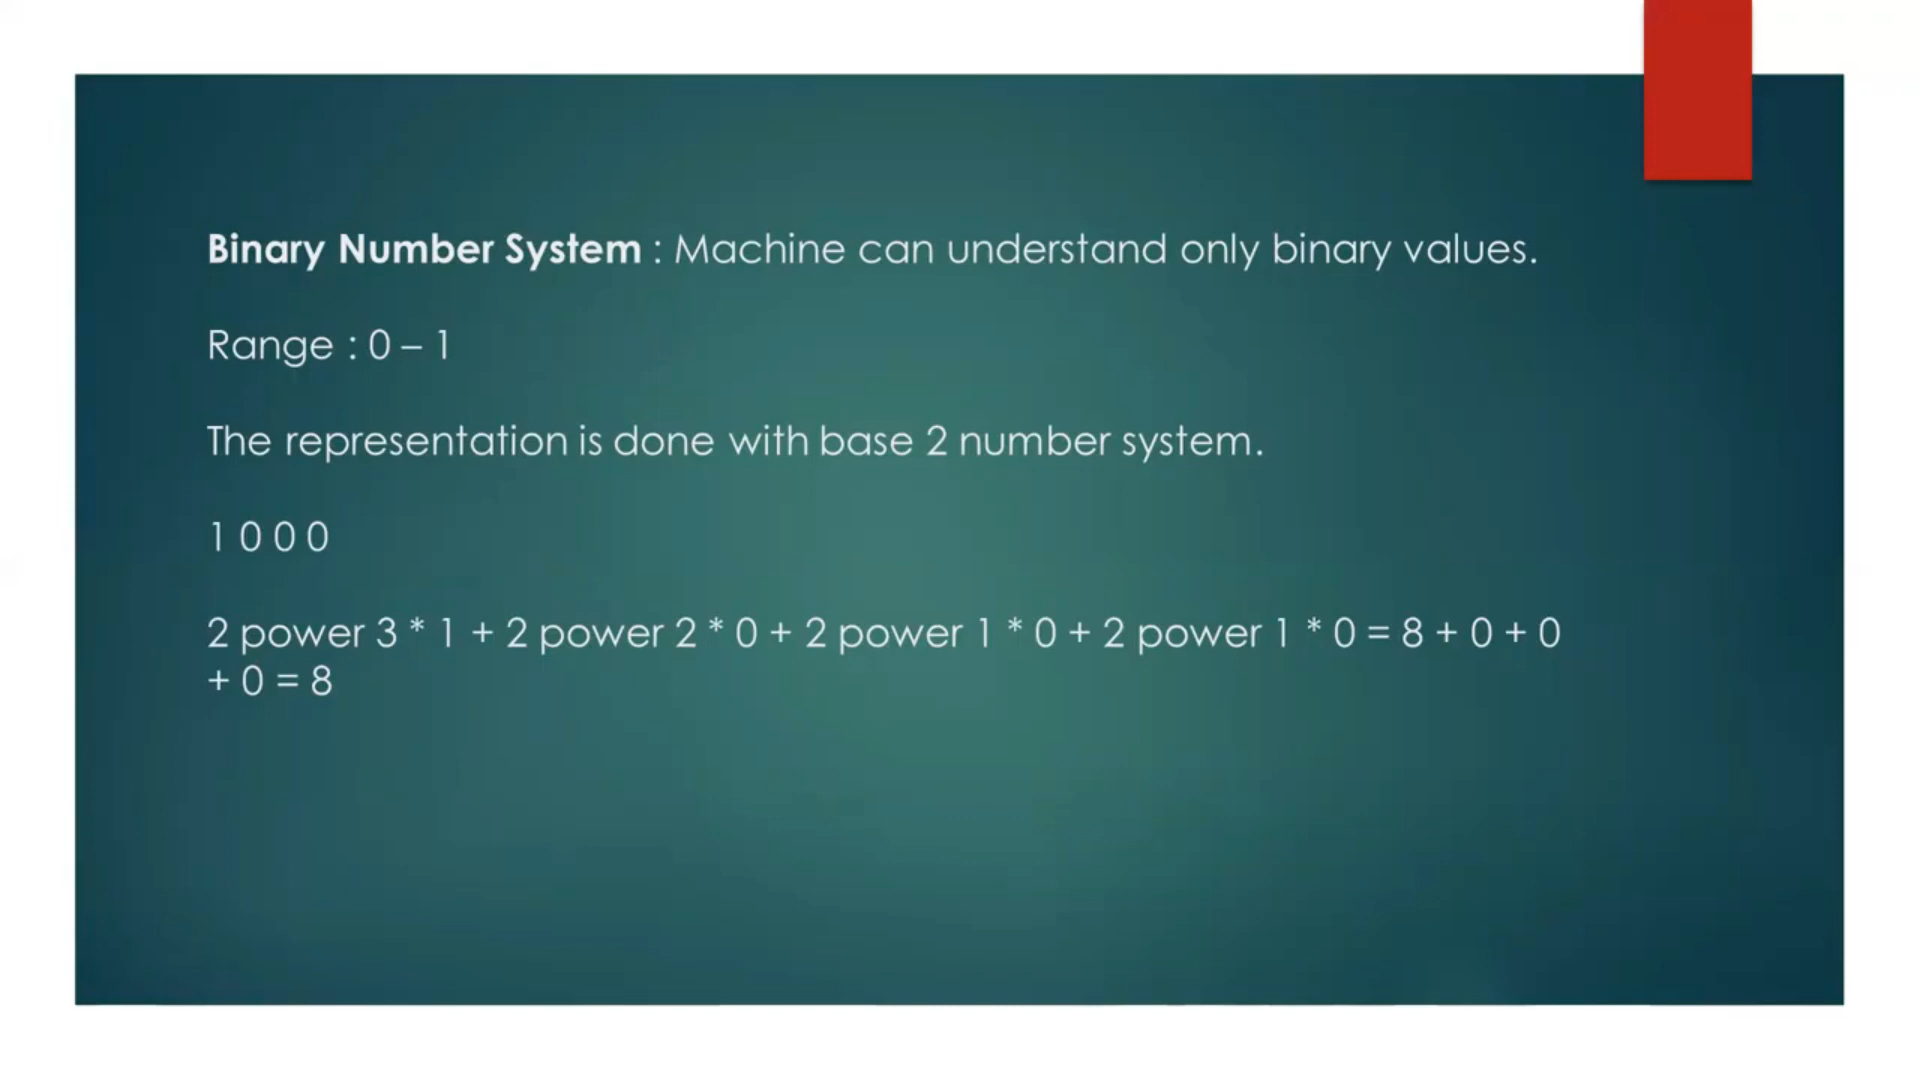 Binary Number System : Machine can understand only binary values.
Range : 0 – 1
The representation is done with base 2 number system.
1 0 0 0
2 power 3 * 1 + 2 power 2 * 0 + 2 power 1 * 0 + 2 power 1 * 0 = 8 + 0 + 0
+ 0 = 8